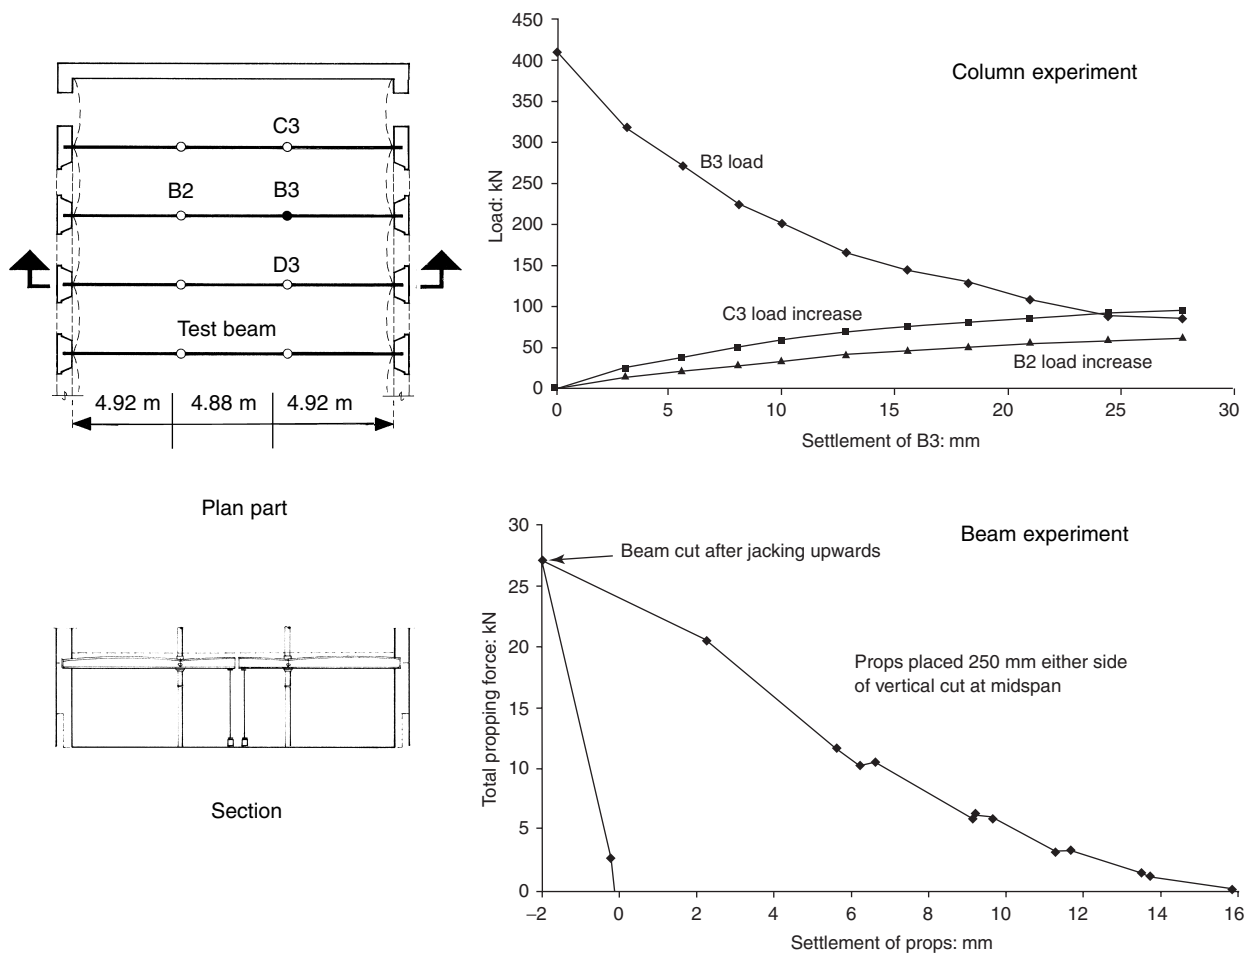 C3
B2 B3
D3
Test beam
4.92 m 4.88 m 4.92 m
Plan part
Section
Column experiment
Load: kN
450
400
350
300
250
200
150
100
50
0
B3 load
C3 load increase
B2 load increase
0 5 10 15 20 25 30
Settlement of B3: mm
Beam experiment
Total propping force: kN
30
25
20
15
10
5
0
Beam cut after jacking upwards
Props placed 250 mm either side
of vertical cut at midspan
–2 0 2 4 6 8 10 12 14 16
Settlement of props: mm